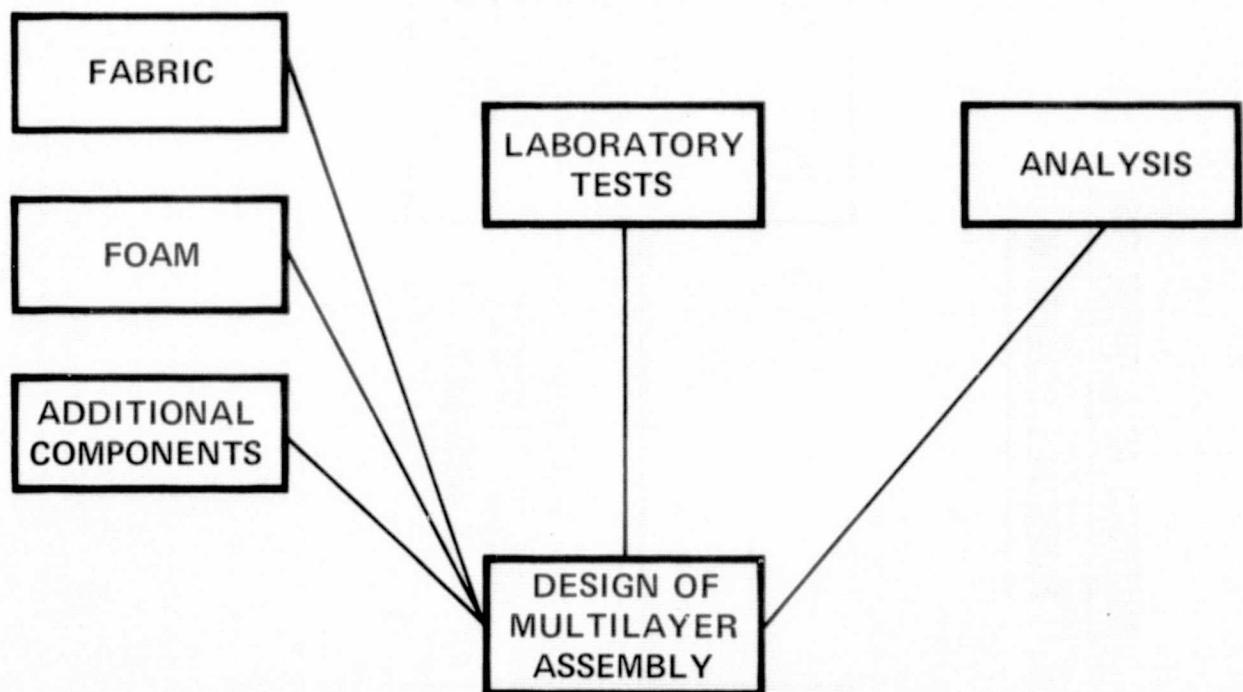 FABRIC
LABORATORY
TESTS
ANALYSIS
FOAM
ADDITIONAL
COMPONENTS
DESIGN OF
MULTILAYER
ASSEMBLY